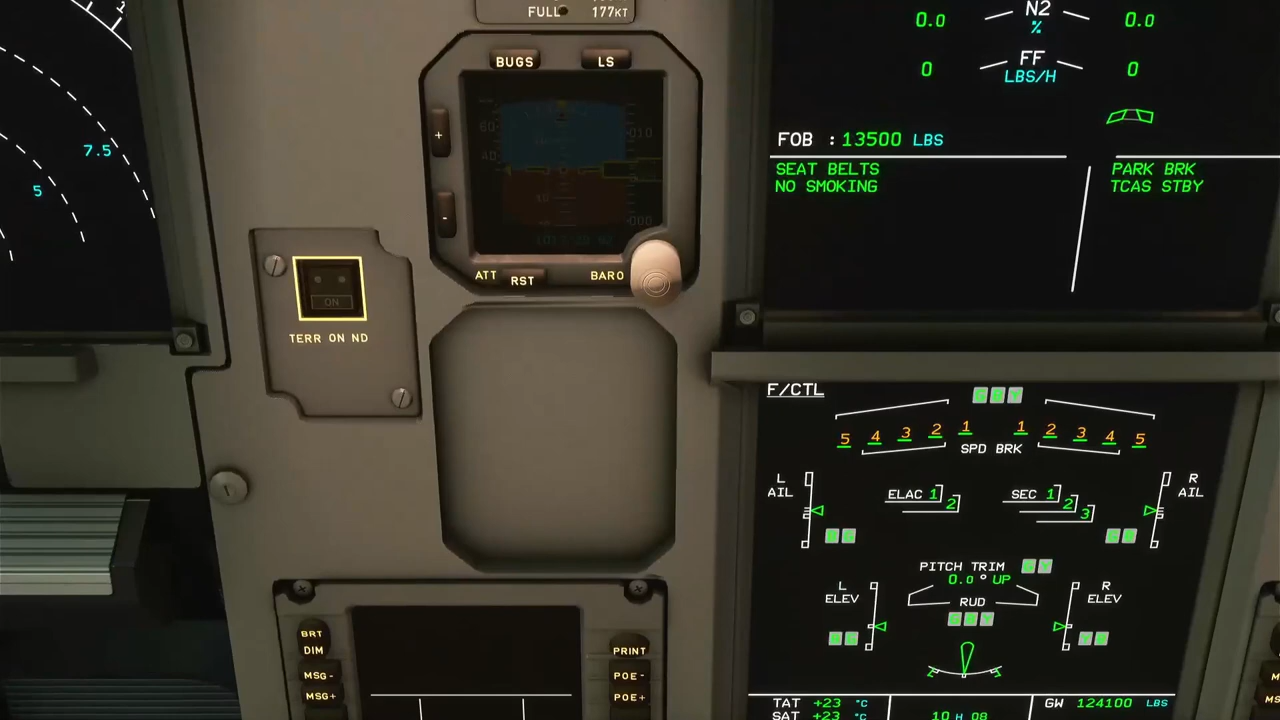 FULL 177KT
BUGS LS
+
-
ATT RST BARO
7.5
5
ON
TERR ON ND
BRT
DIM
MSG-
MSG+
PRINT
POE-
POE+
0.0 N2 0.0
%
0 FF 0
LBS/H
FOB : 13500 LBS
SEAT BELTS PARK BRK
NO SMOKING TCAS STBY
F/CTL
5 4 3 2 1 1 2 3 4 5
SPD BRK
L AIL
R AIL
ELAC 1 2
SEC 1 2 3
PITCH TRIM
0.0° UP
L ELEV
R ELEV
RUD
TAT +23 °C
SAT +23 °C
10 H 08
GW 124100 LBS